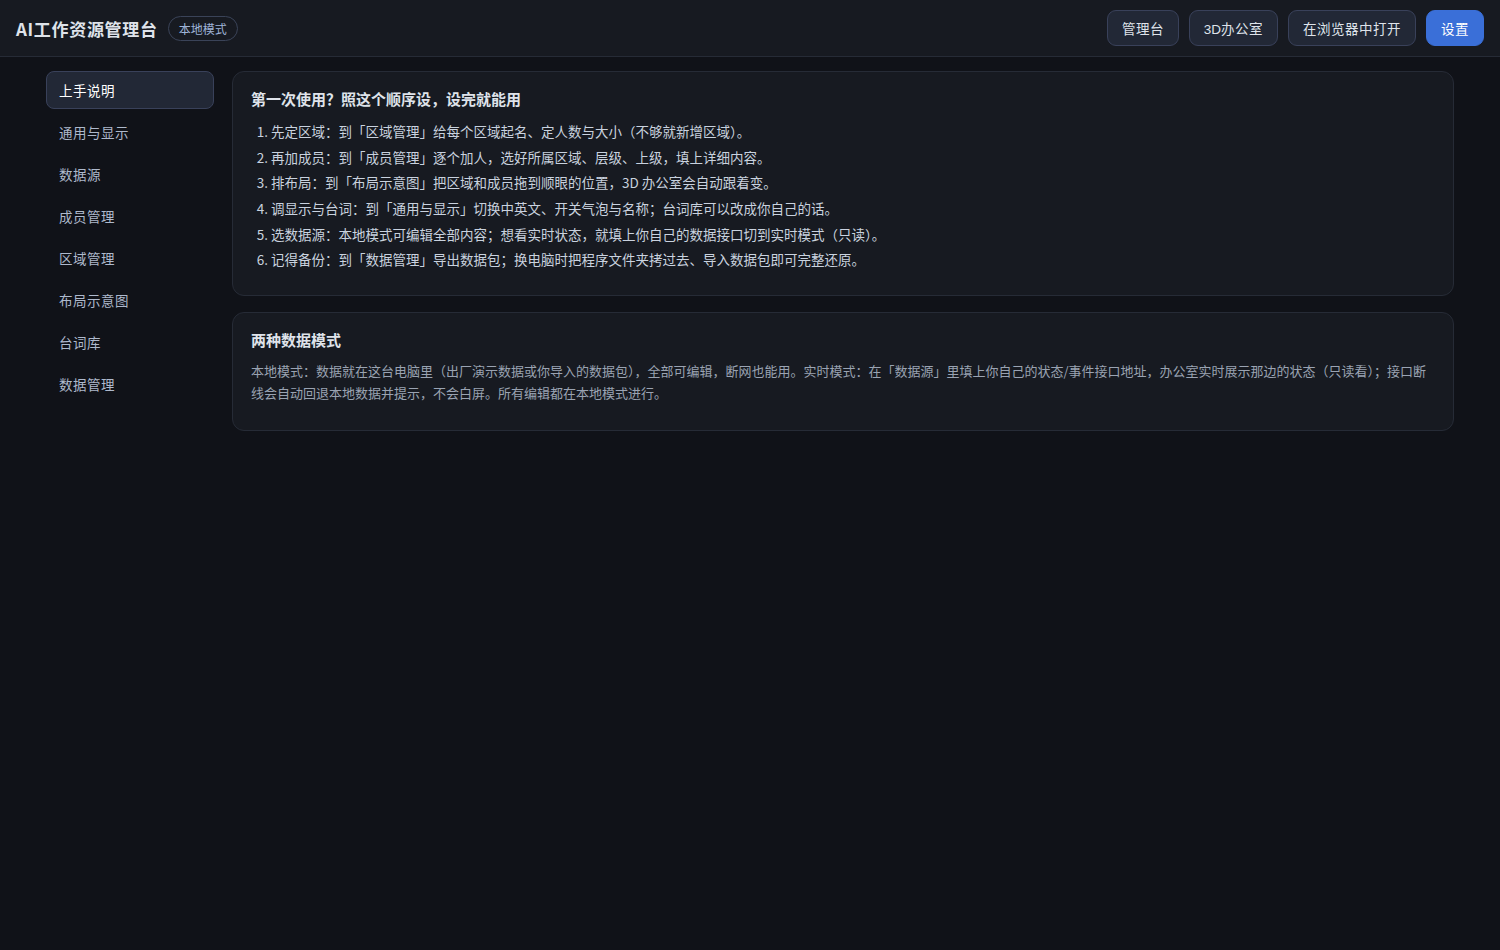 AI工作资源管理台
本地模式
管理台
3D办公室
在浏览器中打开
设置
上手说明
通用与显示
数据源
成员管理
区域管理
布局示意图
台词库
数据管理
第一次使用？照这个顺序设，设完就能用
1. 先定区域：到「区域管理」给每个区域起名、定人数与大小（不够就新增区域）。
2. 再加成员：到「成员管理」逐个加人，选好所属区域、层级、上级，填上详细内容。
3. 排布局：到「布局示意图」把区域和成员拖到顺眼的位置，3D 办公室会自动跟着变。
4. 调显示与台词：到「通用与显示」切换中英文、开关气泡与名称；台词库可以改成你自己的话。
5. 选数据源：本地模式可编辑全部内容；想看实时状态，就填上你自己的数据接口切到实时模式（只读）。
6. 记得备份：到「数据管理」导出数据包；换电脑时把程序文件夹拷过去、导入数据包即可完整还原。
两种数据模式
本地模式：数据就在这台电脑里（出厂演示数据或你导入的数据包），全部可编辑，断网也能用。实时模式：在「数据源」里填上你自己的状态/事件接口地址，办公室实时展示那边的状态（只读看）；接口断
线会自动回退本地数据并提示，不会白屏。所有编辑都在本地模式进行。